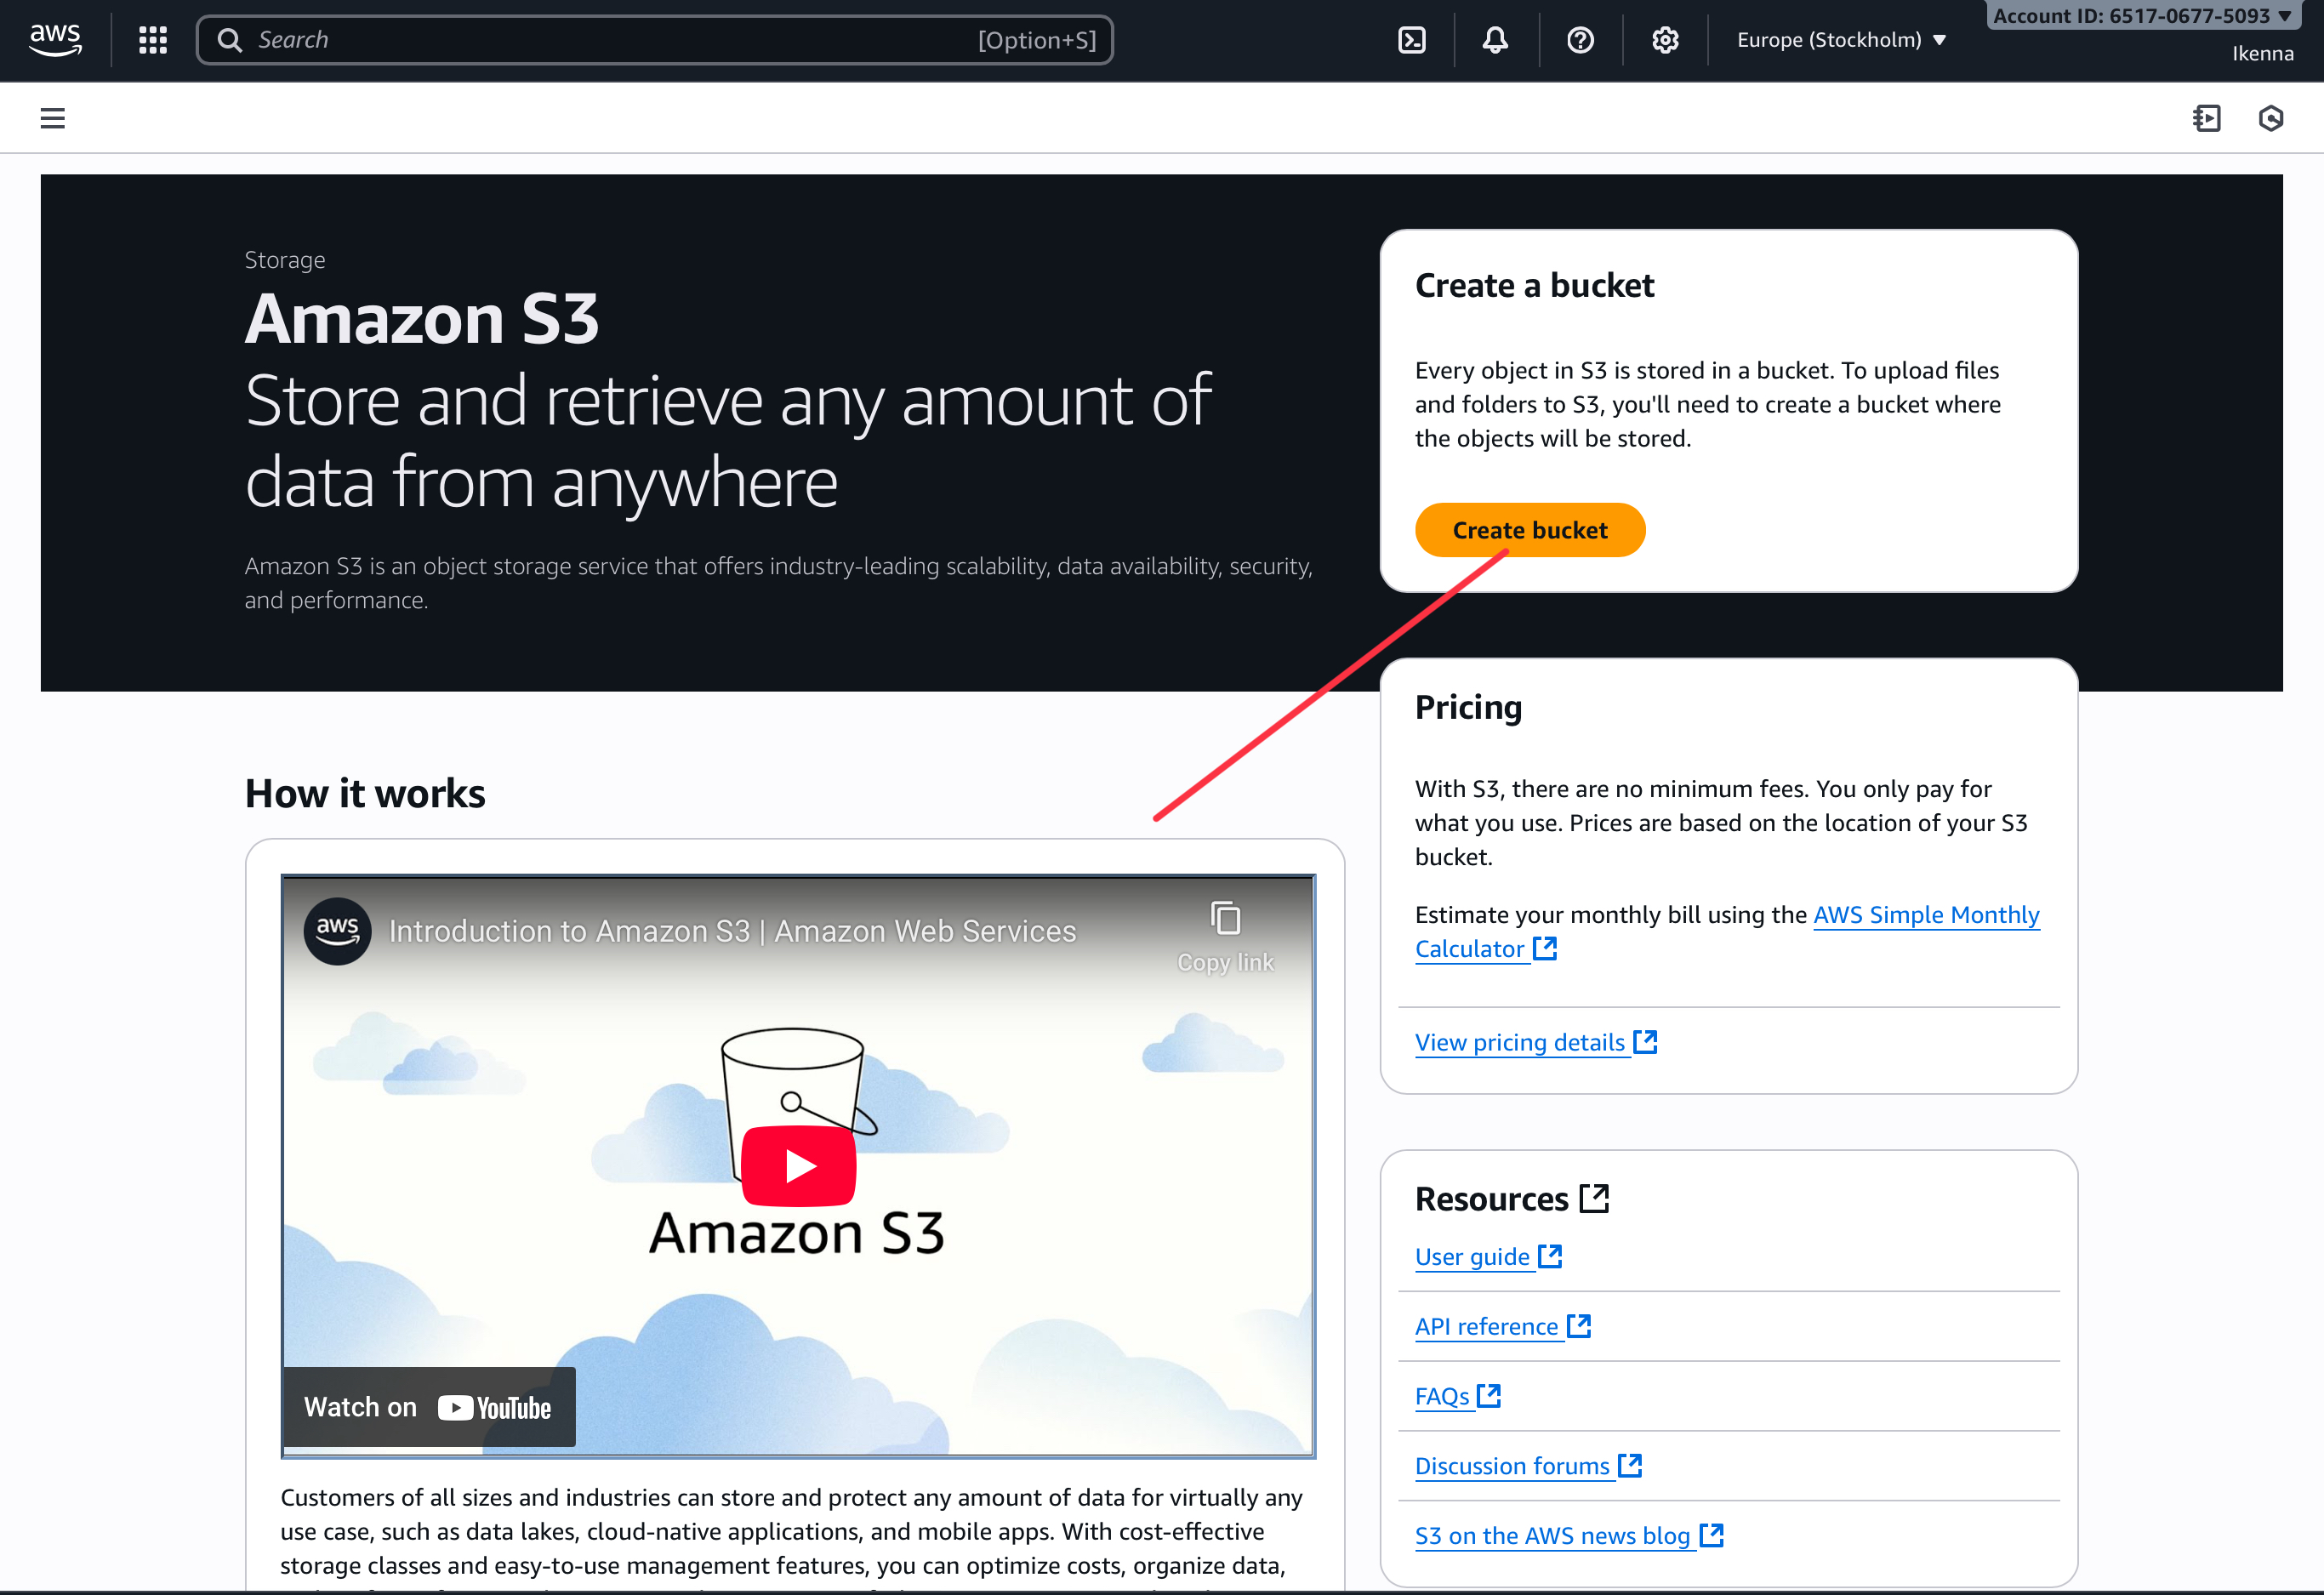 aws
Search
[Option+S]
Europe (Stockholm)
Account ID: 6517-0677-5093
Ikenna
Storage
Amazon S3
Store and retrieve any amount of
data from anywhere
Amazon S3 is an object storage service that offers industry-leading scalability, data availability, security,
and performance.
Create a bucket
Every object in S3 is stored in a bucket. To upload files
and folders to S3, you'll need to create a bucket where
the objects will be stored.
Create bucket
How it works
aws
Introduction to Amazon S3 | Amazon Web Services
Copy link
Amazon S3
Watch on YouTube
Customers of all sizes and industries can store and protect any amount of data for virtually any
use case, such as data lakes, cloud-native applications, and mobile apps. With cost-effective
storage classes and easy-to-use management features, you can optimize costs, organize data,
Pricing
With S3, there are no minimum fees. You only pay for
what you use. Prices are based on the location of your S3
bucket.
Estimate your monthly bill using the AWS Simple Monthly
Calculator
View pricing details
Resources
User guide
API reference
FAQs
Discussion forums
S3 on the AWS news blog